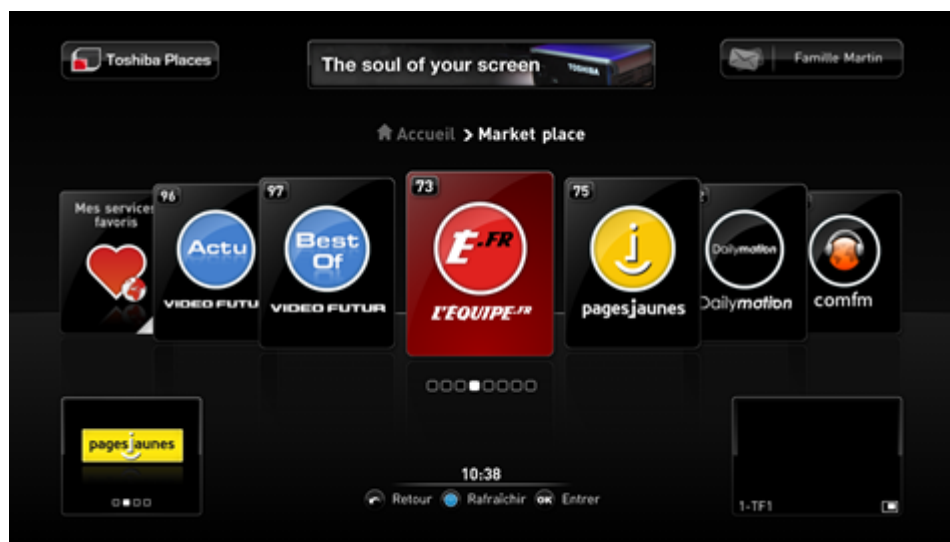 Toshiba Places
The soul of your screen
TOSHIBA
Famille Martin
Accueil > Market place
Mes services
favoris
96
Actu
VIDEO FUTU
97
Best
Of
VIDEO FUTUR
73
É.FR
L'ÉQUIPE.FR
75
j
pagesjaunes
Dailymotion
Dailymotion
comfm
pagesjaunes
10:38
Retour
Rafraîchir
OK Entrer
1-TF1